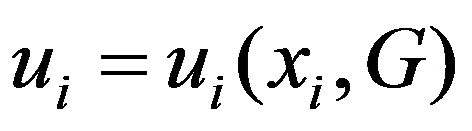 u_i = u_i(x_i, G)